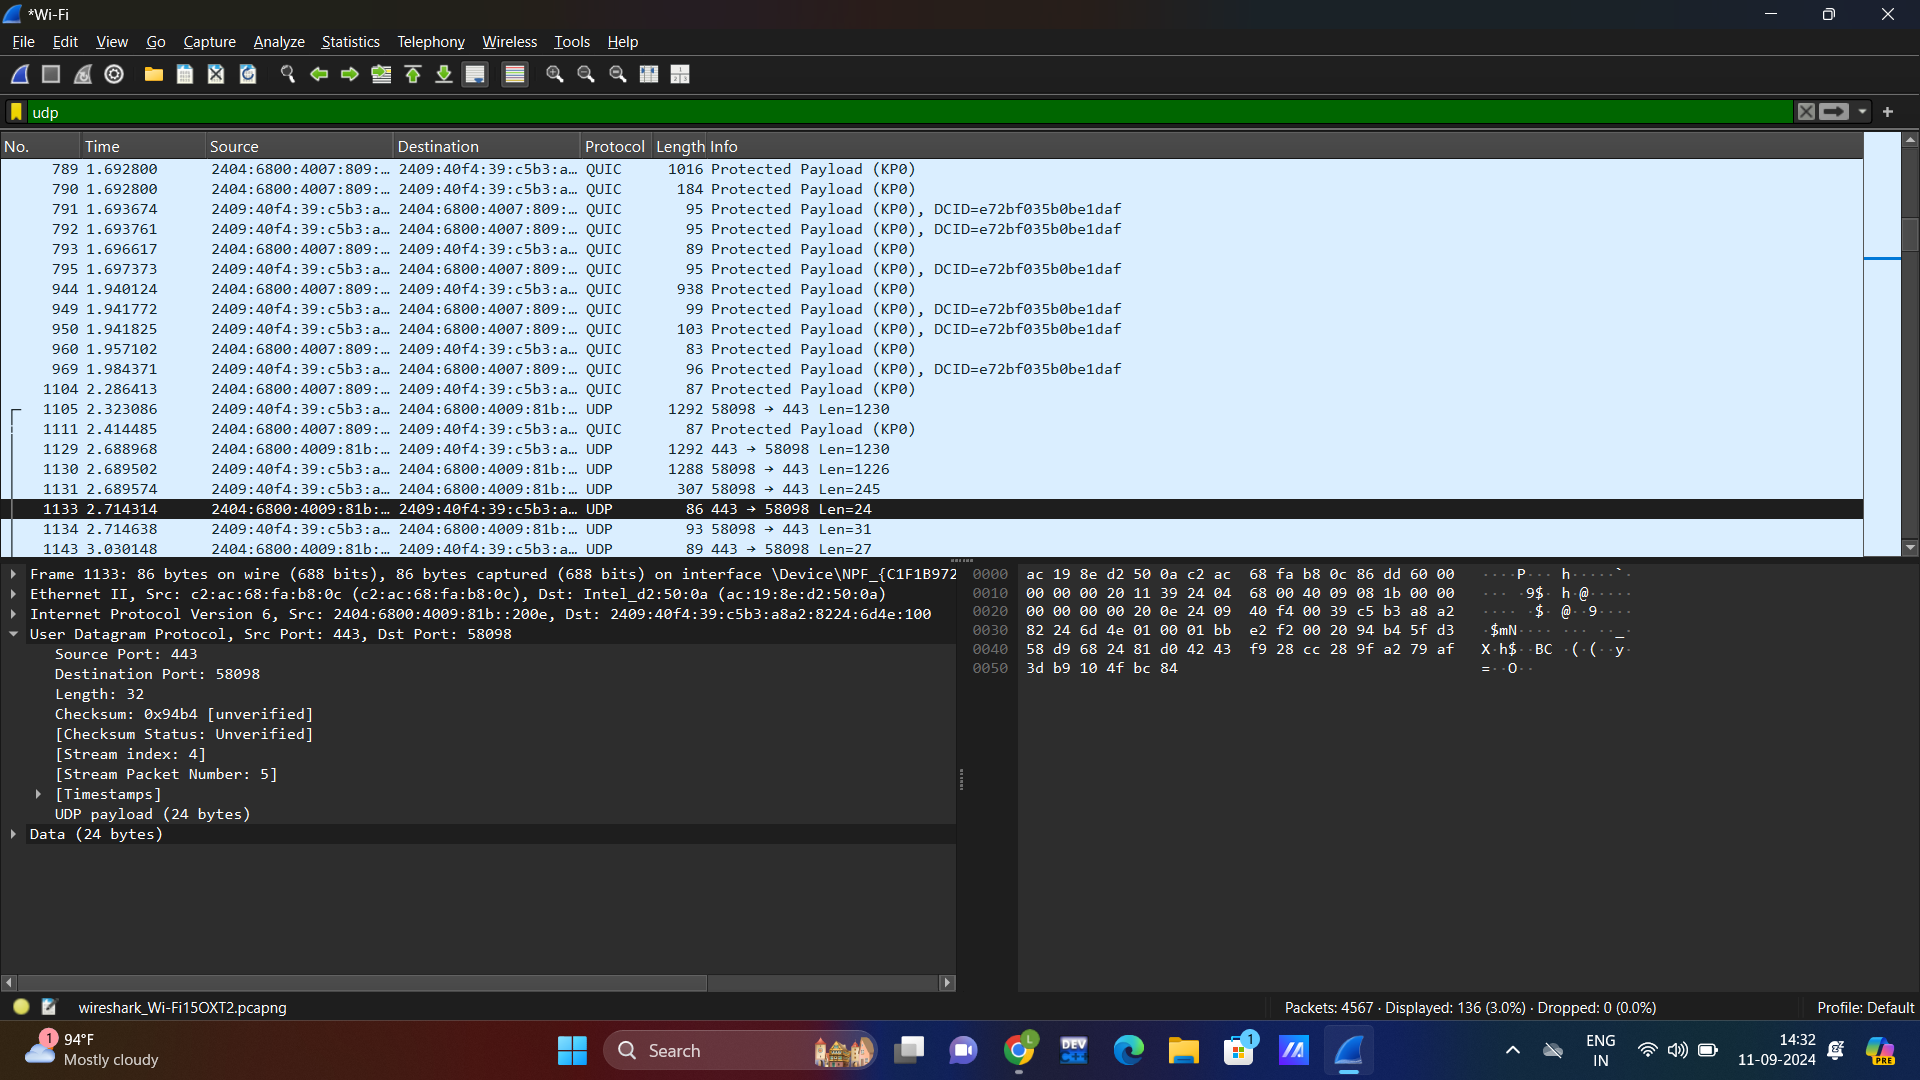 *Wi-Fi
File Edit View Go Capture Analyze Statistics Telephony Wireless Tools Help
udp
No. Time Source Destination Protocol Length Info
789 1.692800 2404:6800:4007:809:… 2409:40f4:39:c5b3:a… QUIC 1016 Protected Payload (KP0)
790 1.692800 2404:6800:4007:809:… 2409:40f4:39:c5b3:a… QUIC 184 Protected Payload (KP0)
791 1.693674 2409:40f4:39:c5b3:a… 2404:6800:4007:809:… QUIC 95 Protected Payload (KP0), DCID=e72bf035b0be1daf
792 1.693761 2409:40f4:39:c5b3:a… 2404:6800:4007:809:… QUIC 95 Protected Payload (KP0), DCID=e72bf035b0be1daf
793 1.696617 2404:6800:4007:809:… 2409:40f4:39:c5b3:a… QUIC 89 Protected Payload (KP0)
795 1.697373 2409:40f4:39:c5b3:a… 2404:6800:4007:809:… QUIC 95 Protected Payload (KP0), DCID=e72bf035b0be1daf
944 1.940124 2404:6800:4007:809:… 2409:40f4:39:c5b3:a… QUIC 938 Protected Payload (KP0)
949 1.941772 2409:40f4:39:c5b3:a… 2404:6800:4007:809:… QUIC 99 Protected Payload (KP0), DCID=e72bf035b0be1daf
950 1.941825 2409:40f4:39:c5b3:a… 2404:6800:4007:809:… QUIC 103 Protected Payload (KP0), DCID=e72bf035b0be1daf
960 1.957102 2404:6800:4007:809:… 2409:40f4:39:c5b3:a… QUIC 83 Protected Payload (KP0)
969 1.984371 2409:40f4:39:c5b3:a… 2404:6800:4007:809:… QUIC 96 Protected Payload (KP0), DCID=e72bf035b0be1daf
1104 2.286413 2404:6800:4007:809:… 2409:40f4:39:c5b3:a… QUIC 87 Protected Payload (KP0)
1105 2.323086 2409:40f4:39:c5b3:a… 2404:6800:4009:81b:… UDP 1292 58098 → 443 Len=1230
1111 2.414485 2404:6800:4007:809:… 2409:40f4:39:c5b3:a… QUIC 87 Protected Payload (KP0)
1129 2.688968 2404:6800:4009:81b:… 2409:40f4:39:c5b3:a… UDP 1292 443 → 58098 Len=1230
1130 2.689502 2409:40f4:39:c5b3:a… 2404:6800:4009:81b:… UDP 1288 58098 → 443 Len=1226
1131 2.689574 2409:40f4:39:c5b3:a… 2404:6800:4009:81b:… UDP 307 58098 → 443 Len=245
1133 2.714314 2404:6800:4009:81b:… 2409:40f4:39:c5b3:a… UDP 86 443 → 58098 Len=24
1134 2.714638 2409:40f4:39:c5b3:a… 2404:6800:4009:81b:… UDP 93 58098 → 443 Len=31
1143 3.030148 2404:6800:4009:81b:… 2409:40f4:39:c5b3:a… UDP 89 443 → 58098 Len=27
Frame 1133: 86 bytes on wire (688 bits), 86 bytes captured (688 bits) on interface \Device\NPF_{C1F1B972
Ethernet II, Src: c2:ac:68:fa:b8:0c (c2:ac:68:fa:b8:0c), Dst: Intel_d2:50:0a (ac:19:8e:d2:50:0a)
Internet Protocol Version 6, Src: 2404:6800:4009:81b::200e, Dst: 2409:40f4:39:c5b3:a8a2:8224:6d4e:100
User Datagram Protocol, Src Port: 443, Dst Port: 58098
Source Port: 443
Destination Port: 58098
Length: 32
Checksum: 0x94b4 [unverified]
[Checksum Status: Unverified]
[Stream index: 4]
[Stream Packet Number: 5]
[Timestamps]
UDP payload (24 bytes)
Data (24 bytes)
0000 ac 19 8e d2 50 0a c2 ac 68 fa b8 0c 86 dd 60 00 ····P··· h·····`·
0010 00 00 00 20 11 39 24 04 68 00 40 09 08 1b 00 00 ··· ·9$· h·@·····
0020 00 00 00 00 20 0e 24 09 40 f4 00 39 c5 b3 a8 a2 ···· ·$· @··9····
0030 82 24 6d 4e 01 00 01 bb e2 f2 00 20 94 b4 5f d3 ·$mN···· ··· ··_·
0040 58 d9 68 24 81 d0 42 43 f9 28 cc 28 9f a2 79 af X·h$··BC ·(·(··y·
0050 3d b9 10 4f bc 84 =··O··
wireshark_Wi-Fi15OXT2.pcapng
Packets: 4567 · Displayed: 136 (3.0%) · Dropped: 0 (0.0%)
Profile: Default
1
94°F
Mostly cloudy
Search
L
DEV
C++
1
ENG
IN
14:32
11-09-2024
PRE